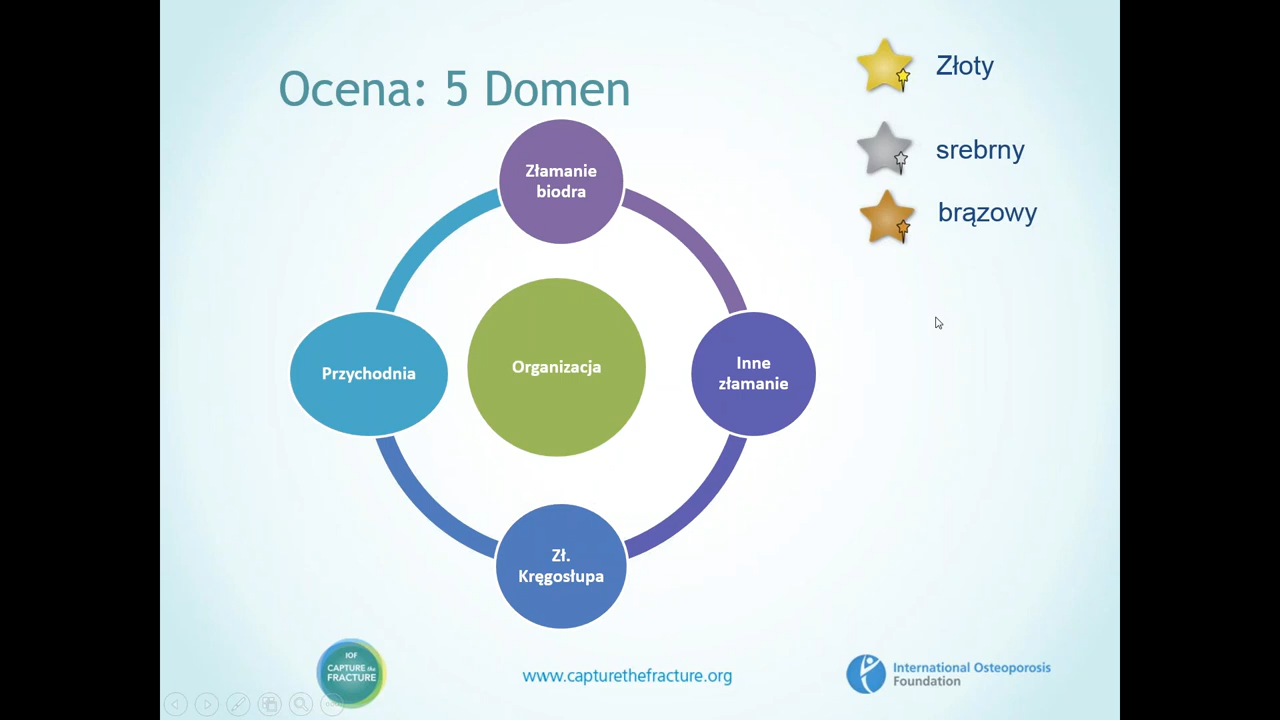 Ocena: 5 Domen
Złoty
srebrny
brązowy
Złamanie
biodra
Przychodnia
Organizacja
Inne
złamanie
Zł.
Kręgosłupa
IOF
CAPTURE the
FRACTURE
www.capturethefracture.org
International Osteoporosis
Foundation